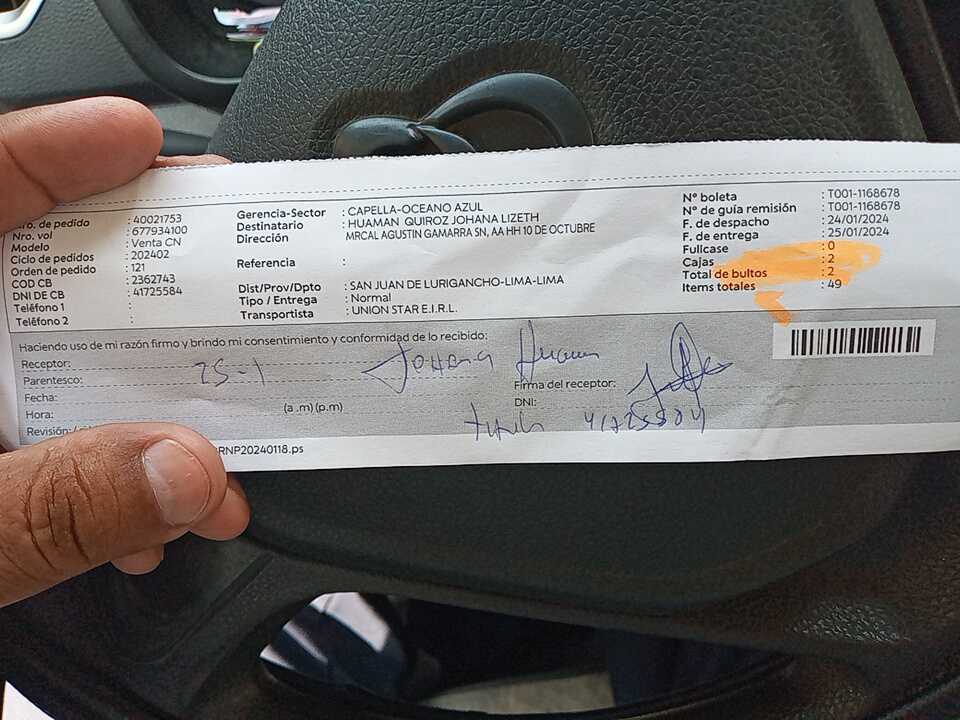 Nro. de pedido : 40021753
Nro. vol : 677934100
Modelo : Venta CN
Ciclo de pedidos : 202402
Orden de pedido : 121
COD CB : 2362743
DNI DE CB : 41725584
Teléfono 1 :
Teléfono 2 :
Gerencia-Sector : CAPELLA-OCEANO AZUL
Destinatario : HUAMAN QUIROZ JOHANA LIZETH
Dirección MRCAL AGUSTIN GAMARRA SN, AA HH 10 DE OCTUBRE
Referencia :
Dist/Prov/Dpto : SAN JUAN DE LURIGANCHO-LIMA-LIMA
Tipo / Entrega : Normal
Transportista : UNION STAR E.I.R.L.
Nº boleta : T001-1168678
Nº de guía remisión : T001-1168678
F. de despacho : 24/01/2024
F. de entrega : 25/01/2024
Fullcase : 0
Cajas : 2
Total de bultos : 2
Items totales : 49
Haciendo uso de mi razón firmo y brindo mi consentimiento y conformidad de lo recibido:
Receptor: Johana Huaman
Parentesco: 25-1
Firma del receptor:
Fecha:
DNI: 41725584
Hora: (a .m) (p.m)
Revisión:
RNP20240118.ps